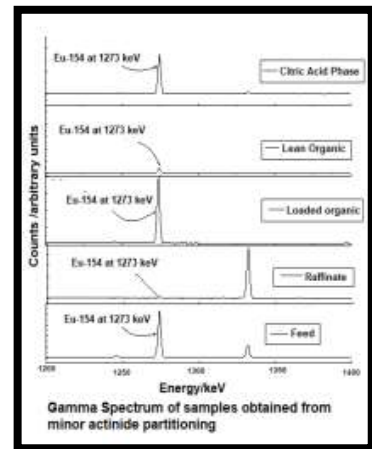 Eu-154 at 1273 keV
Citric Acid Phase
Eu-154 at 1273 keV
Lean Organic
Eu-154 at 1273 keV
Loaded organic
Eu-154 at 1273 keV
Raffinate
Eu-154 at 1273 keV
Feed
Counts /arbitrary units
1200 1250 1300 1350 1400
Energy/keV
Gamma Spectrum of samples obtained from
minor actinide partitioning